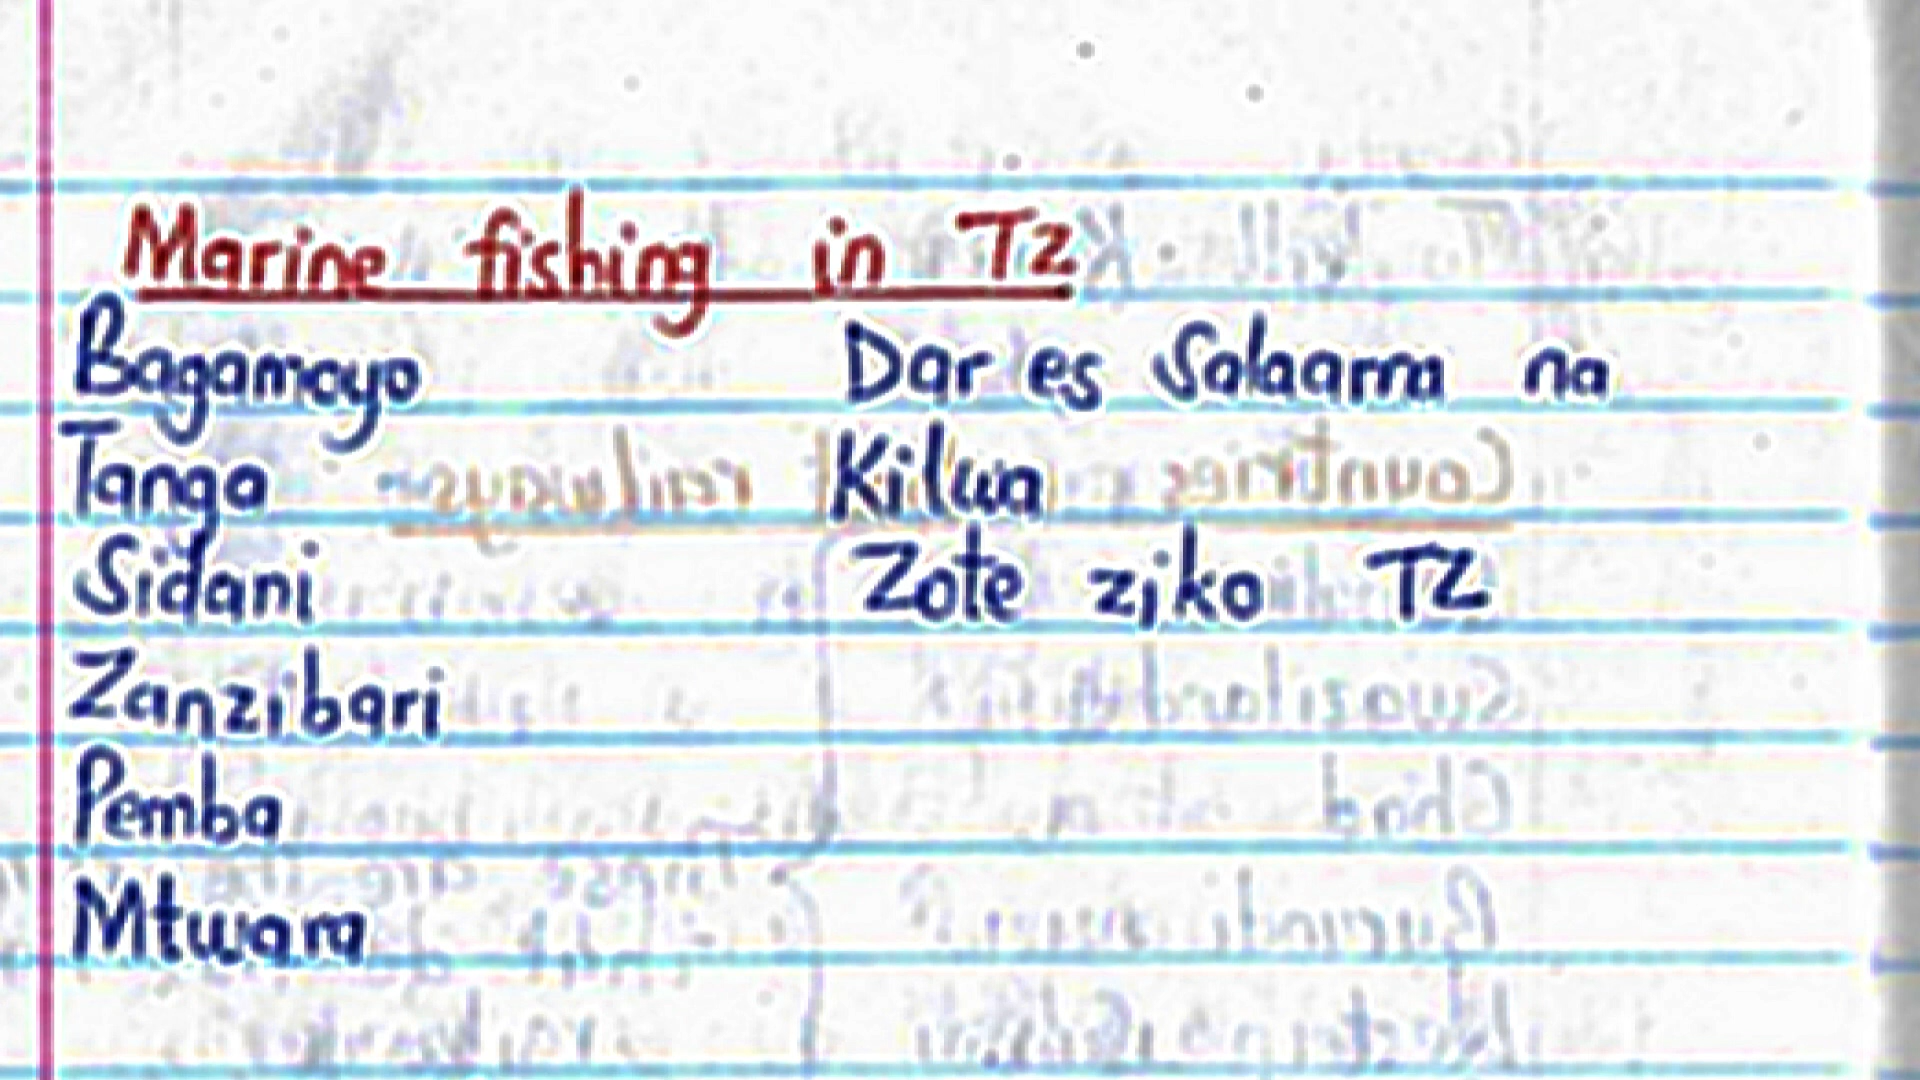 Marine fishing in TZ
Bagamoyo
Tanga
Sidani
Zanzibari
Pemba
Mtwara
Dar es Salaam na
Kilwa
Zote ziko TZ